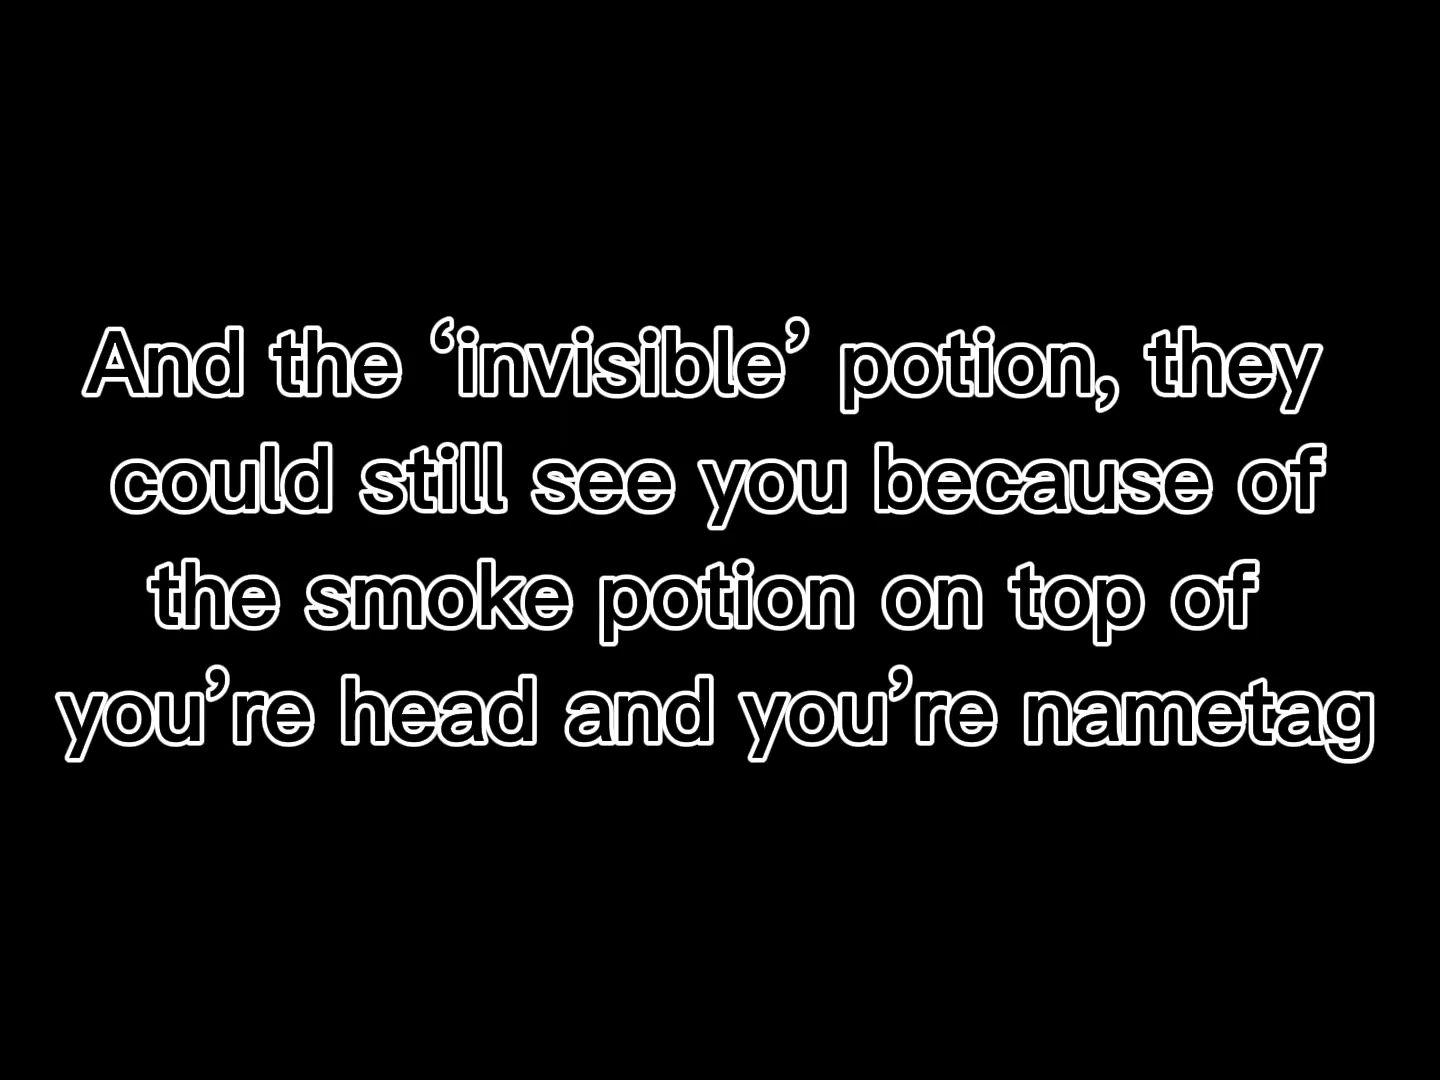 And the ‘invisible’ potion, they
could still see you because of
the smoke potion on top of
you’re head and you’re nametag